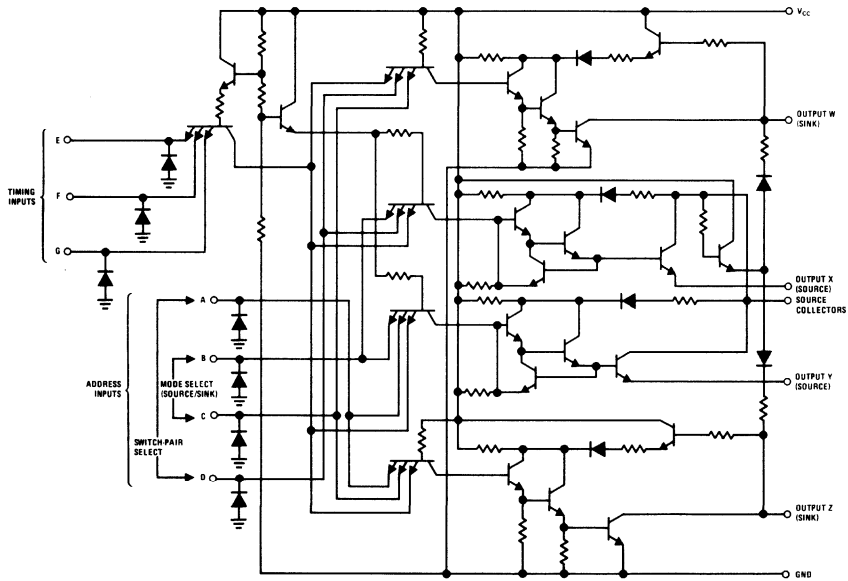 VCC
OUTPUT W
(SINK)
E
F
G
TIMING
INPUTS
OUTPUT X
(SOURCE)
SOURCE
COLLECTORS
A
B
C
D
MODE SELECT
(SOURCE/SINK)
ADDRESS
INPUTS
SWITCH-PAIR
SELECT
OUTPUT Y
(SOURCE)
OUTPUT Z
(SINK)
GND